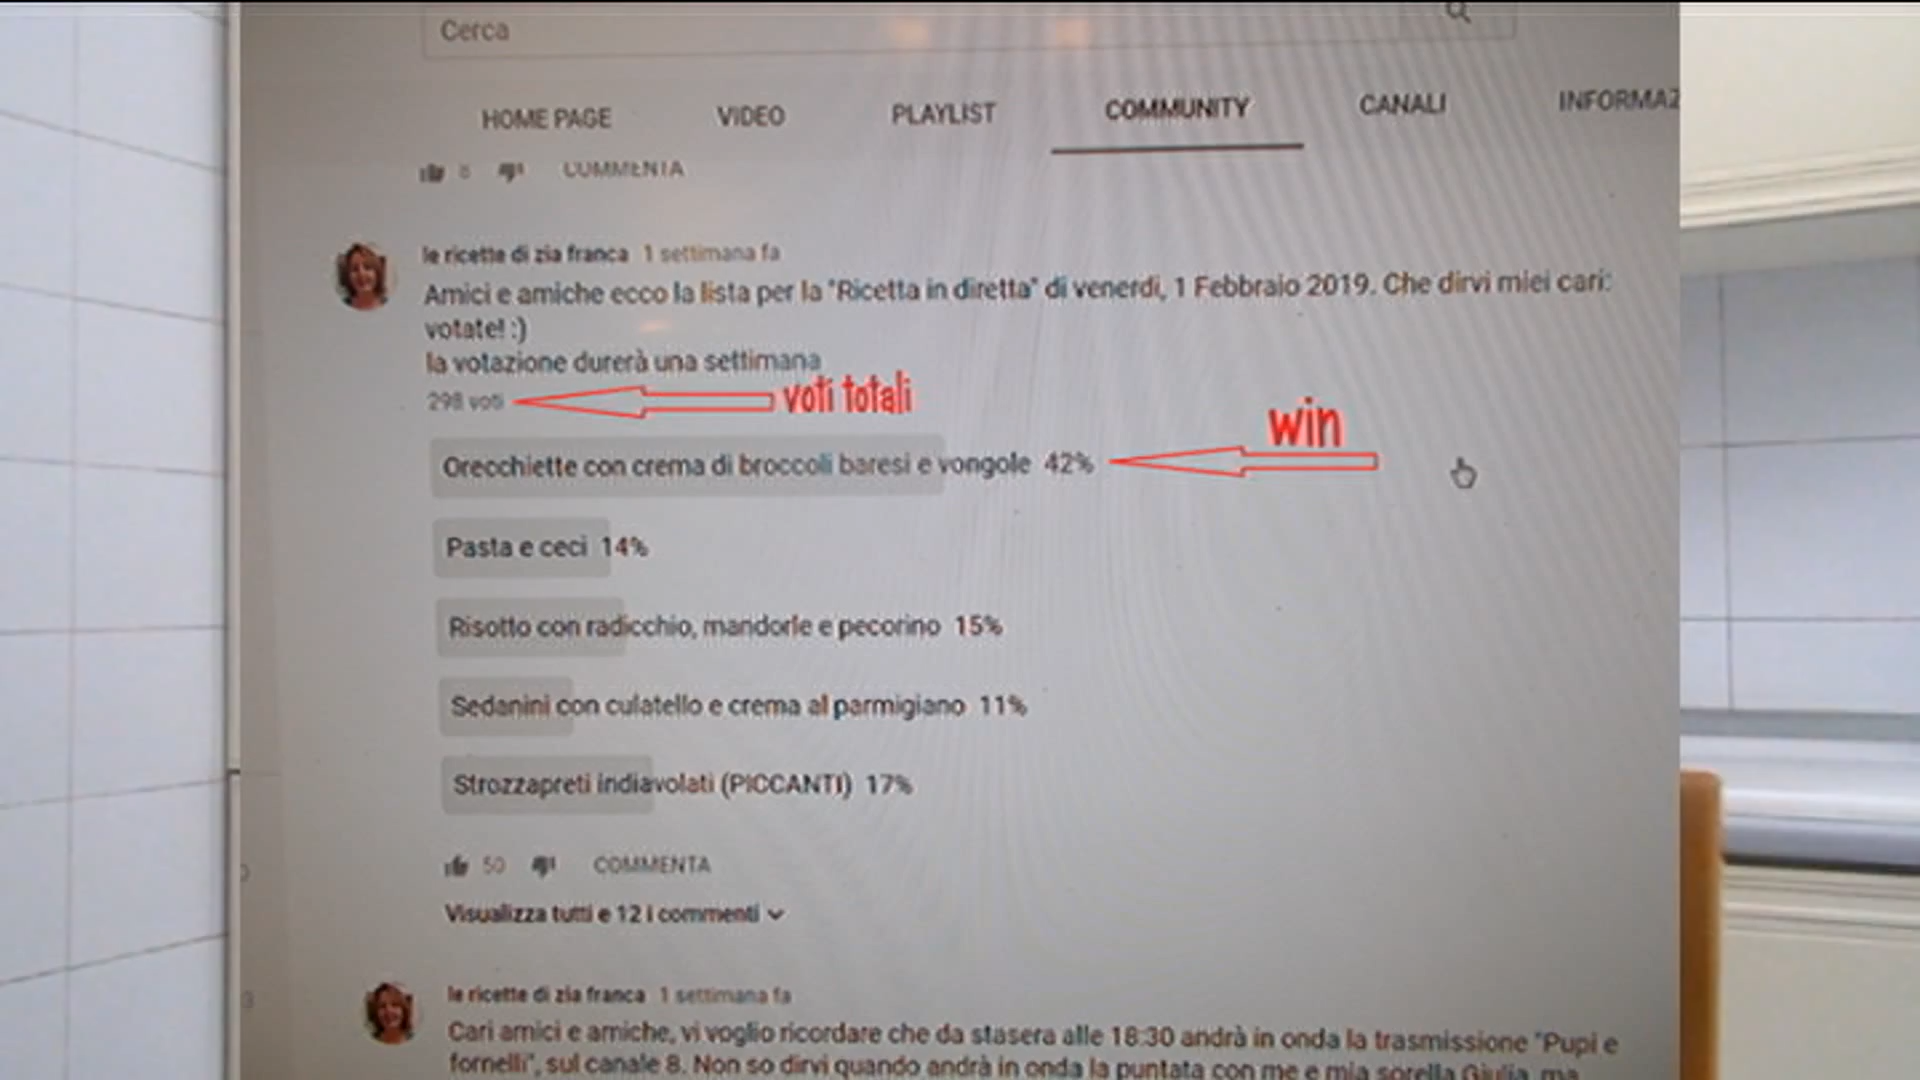 Cerca
HOME PAGE VIDEO PLAYLIST COMMUNITY CANALI INFORMAZ
8 COMMENTA
le ricette di zia franca 1 settimana fa
Amici e amiche ecco la lista per la "Ricetta in diretta" di venerdi, 1 Febbraio 2019. Che dirvi miei cari:
votate! :)
la votazione durerà una settimana
298 voti voti totali
win
Orecchiette con crema di broccoli baresi e vongole 42%
Pasta e ceci 14%
Risotto con radicchio, mandorle e pecorino 15%
Sedanini con culatello e crema al parmigiano 11%
Strozzapreti indiavolati (PICCANTI) 17%
50 COMMENTA
Visualizza tutti e 12 i commenti
le ricette di zia franca 1 settimana fa
Cari amici e amiche, vi voglio ricordare che da stasera alle 18:30 andrà in onda la trasmissione "Pupi e
fornelli", sul canale 8. Non so dirvi quando andrà in onda la puntata con me e mia sorella Giulia, ma